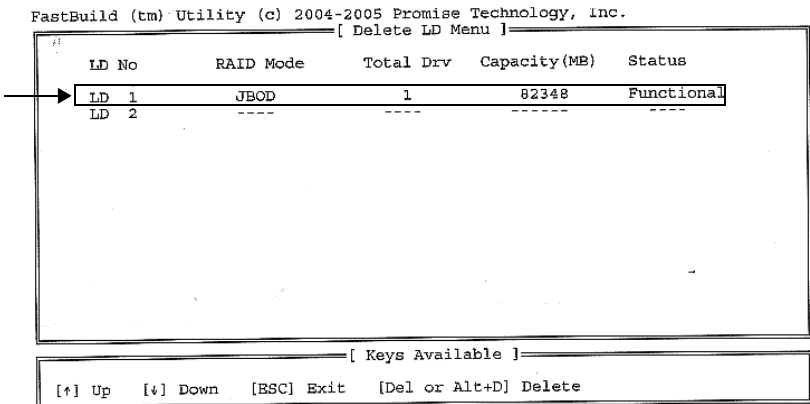 FastBuild (tm) Utility (c) 2004-2005 Promise Technology, Inc.
[ Delete LD Menu ]
LD No RAID Mode Total Drv Capacity(MB) Status
LD 1 JBOD 1 82348 Functional
LD 2 ---- ---- ------ ----
[ Keys Available ]
[↑] Up [↓] Down [ESC] Exit [Del or Alt+D] Delete